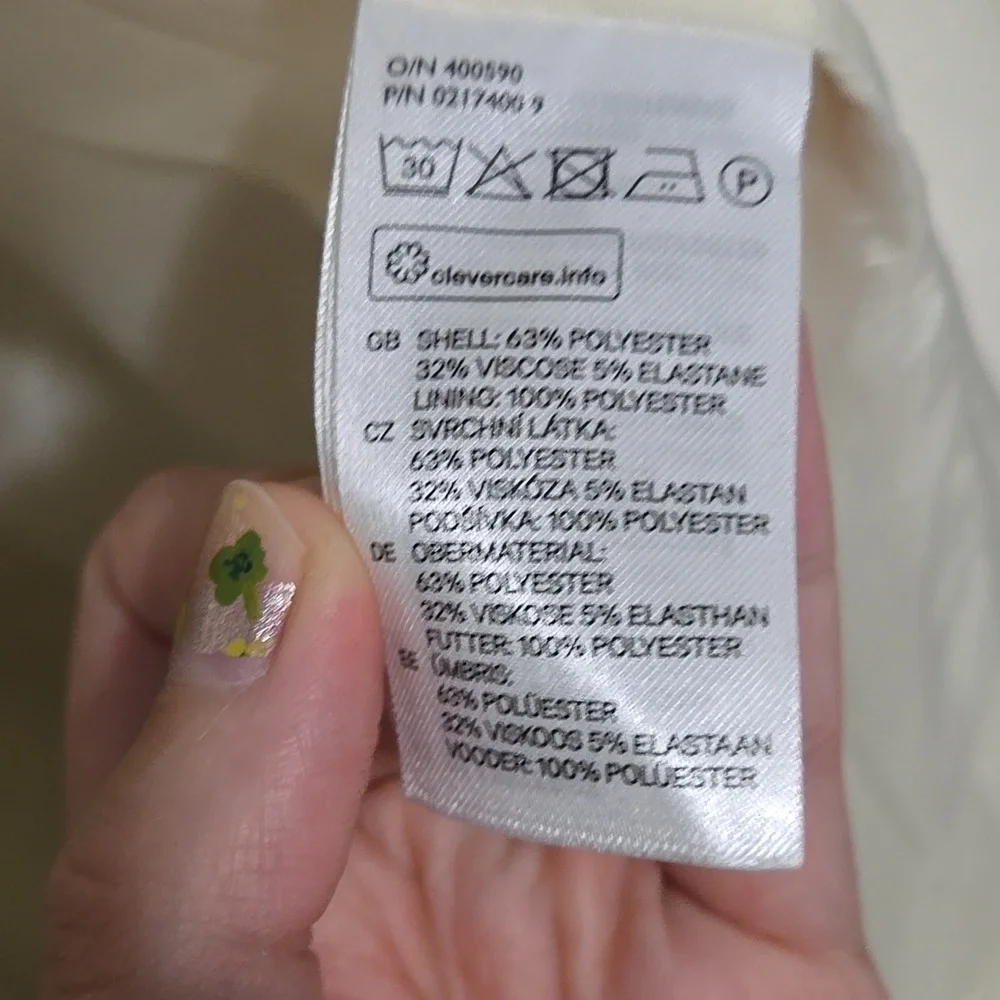 O/N 400590
P/N 0217400 9
30
P
clevercare.info
GB SHELL: 63% POLYESTER
32% VISCOSE 5% ELASTANE
LINING: 100% POLYESTER
CZ SVRCHNÍ LÁTKA:
63% POLYESTER
32% VISKÓZA 5% ELASTAN
PODŠÍVKA: 100% POLYESTER
DE OBERMATERIAL:
63% POLYESTER
32% VISKOSE 5% ELASTHAN
FUTTER: 100% POLYESTER
EE ÜMBRIS:
63% POLÜESTER
32% VISKOOS 5% ELASTAAN
VOODER: 100% POLÜESTER